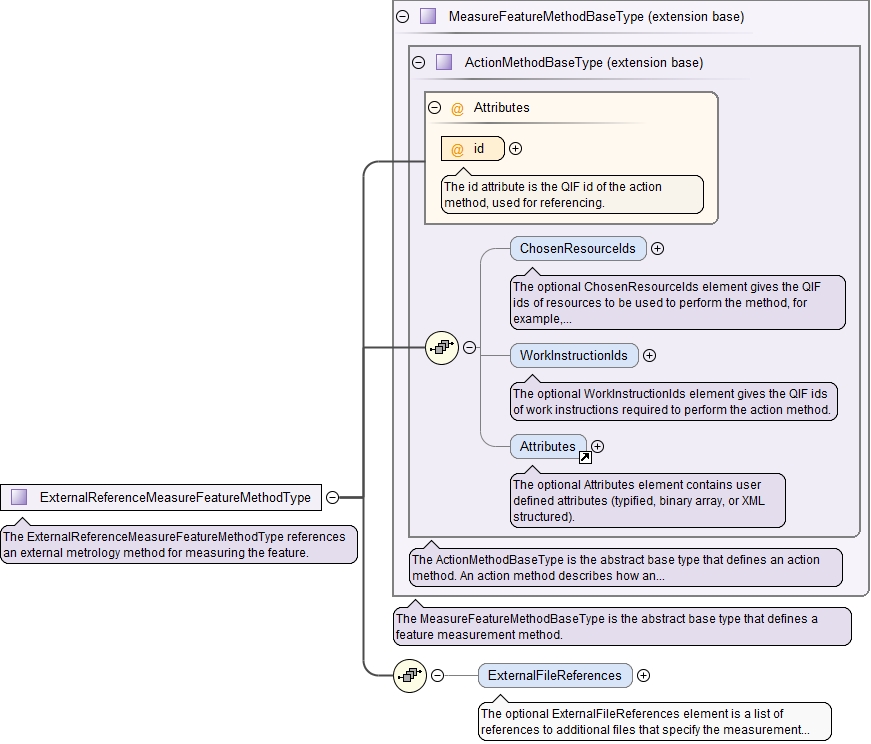 MeasureFeatureMethodBaseType (extension base)
ActionMethodBaseType (extension base)
@ Attributes
@ id
The id attribute is the QIF id of the action
method, used for referencing.
ChosenResourceIds
The optional ChosenResourceIds element gives the QIF
ids of resources to be used to perform the method, for
example,...
WorkInstructionIds
The optional WorkInstructionIds element gives the QIF ids
of work instructions required to perform the action method.
Attributes
The optional Attributes element contains user
defined attributes (typified, binary array, or XML
structured).
ExternalReferenceMeasureFeatureMethodType
The ExternalReferenceMeasureFeatureMethodType references
an external metrology method for measuring the feature.
The ActionMethodBaseType is the abstract base type that defines an action
method. An action method describes how an...
The MeasureFeatureMethodBaseType is the abstract base type that defines a
feature measurement method.
ExternalFileReferences
The optional ExternalFileReferences element is a list of
references to additional files that specify the measurement...